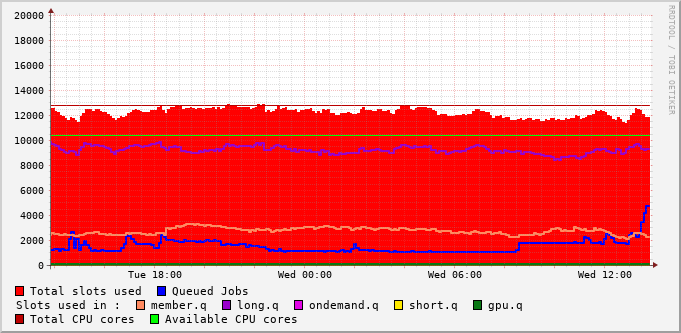 20000
18000
16000
14000
12000
10000
8000
6000
4000
2000
0
Tue 18:00 Wed 00:00 Wed 06:00 Wed 12:00
RRDTOOL / TOBI OETIKER
Total slots used Queued Jobs
Slots used in : member.q long.q ondemand.q short.q gpu.q
Total CPU cores Available CPU cores